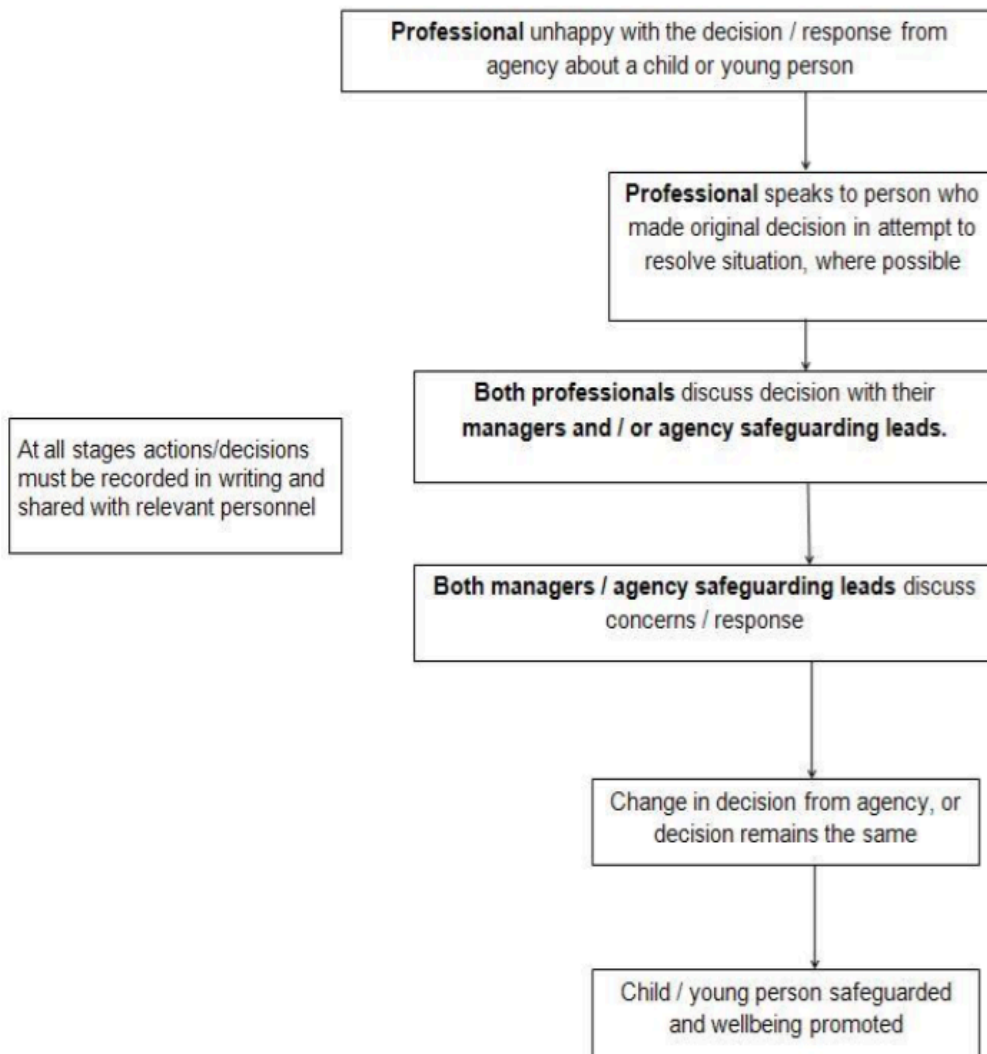 Professional unhappy with the decision / response from
agency about a child or young person
Professional speaks to person who
made original decision in attempt to
resolve situation, where possible
Both professionals discuss decision with their
managers and / or agency safeguarding leads.
At all stages actions/decisions
must be recorded in writing and
shared with relevant personnel
Both managers / agency safeguarding leads discuss
concerns / response
Change in decision from agency, or
decision remains the same
Child / young person safeguarded
and wellbeing promoted